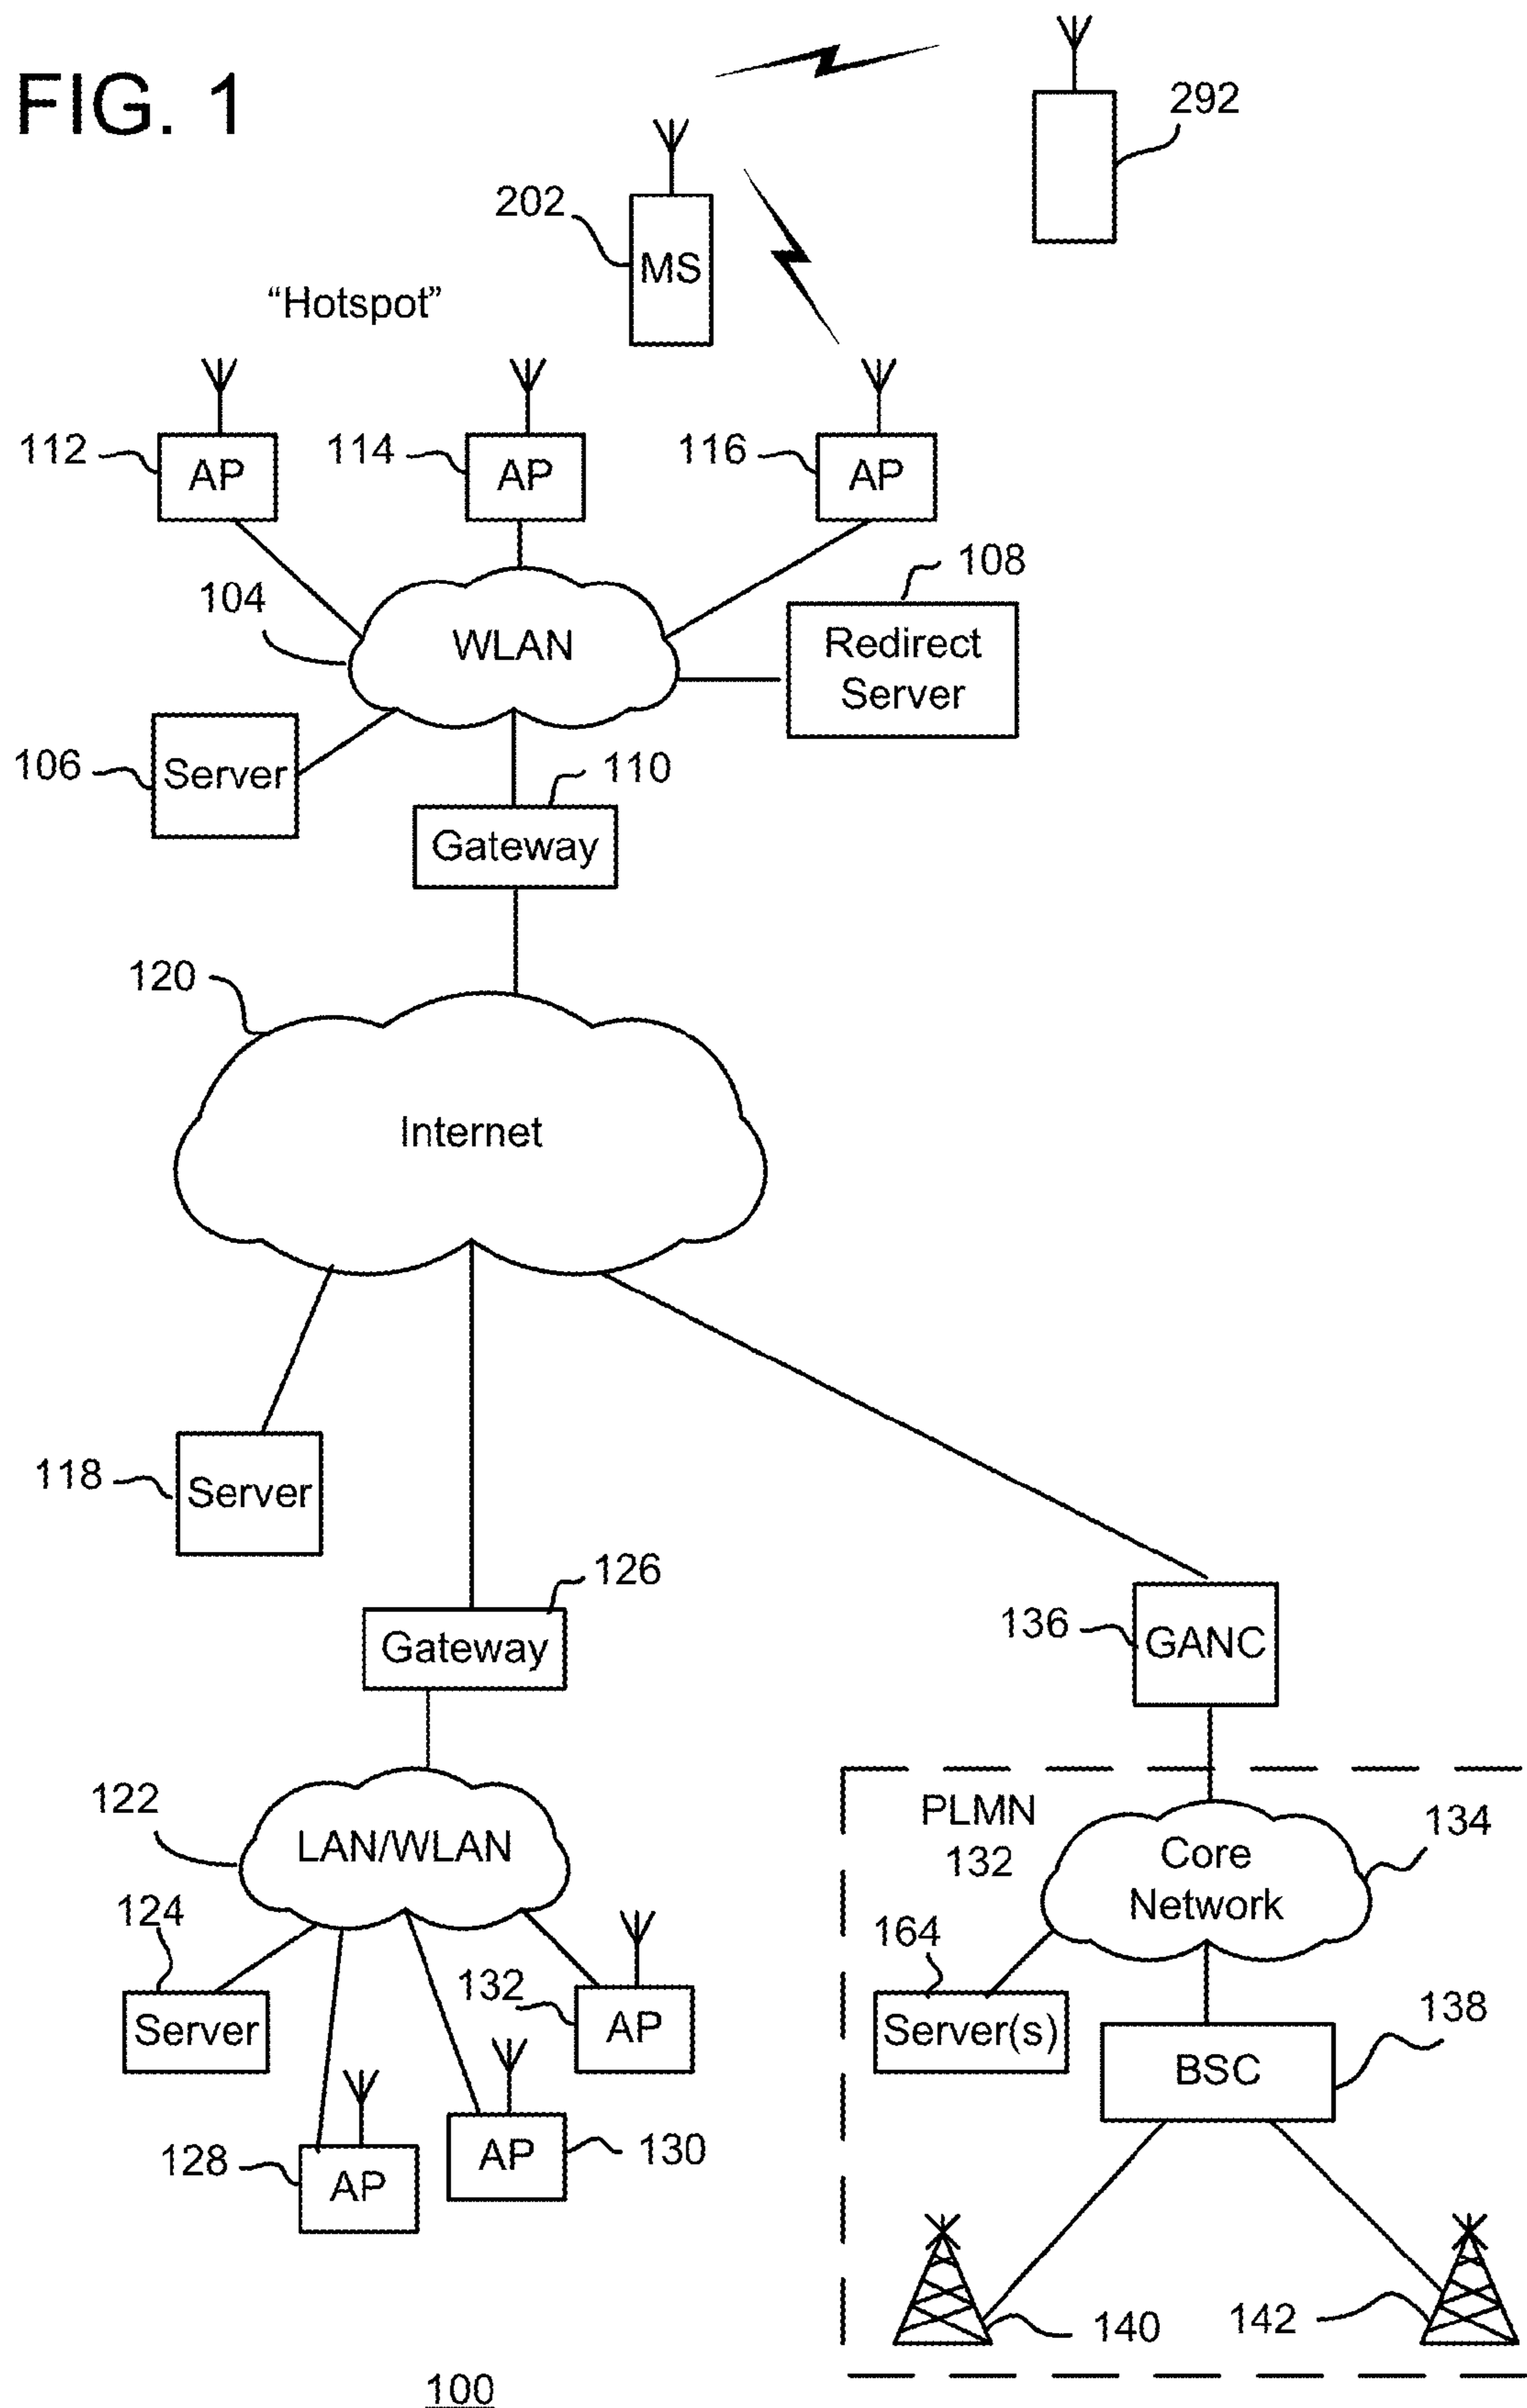 FIG. 1
292
202
MS
“Hotspot”
112
AP
114
AP
116
AP
104
WLAN
108
Redirect
Server
106
Server
110
Gateway
120
Internet
118
Server
126
Gateway
136
GANC
122
LAN/WLAN
PLMN
132
Core
Network
134
124
Server
132
AP
164
Server(s)
138
BSC
128
AP
AP
130
140
142
100